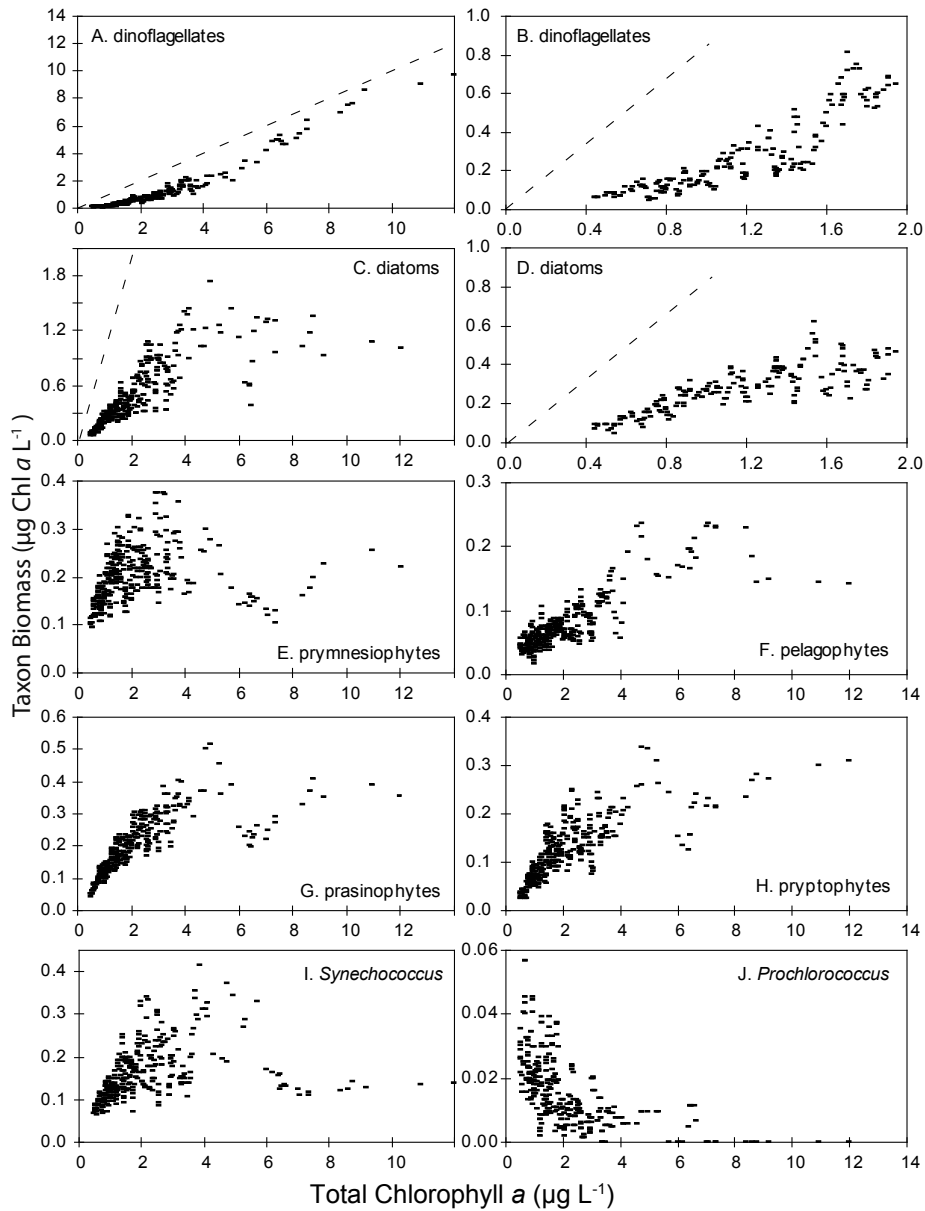 A. dinoflagellates
14
12
10
8
6
4
2
0
0 2 4 6 8 10
B. dinoflagellates
1.0
0.8
0.6
0.4
0.2
0.0
0.0 0.4 0.8 1.2 1.6 2.0
C. diatoms
1.8
1.2
0.6
0.0
0 2 4 6 8 10 12
D. diatoms
1.0
0.8
0.6
0.4
0.2
0.0
0.0 0.4 0.8 1.2 1.6 2.0
Taxon Biomass (µg Chl a L⁻¹ )
E. prymnesiophytes
0.4
0.3
0.2
0.1
0.0
0 2 4 6 8 10 12
F. pelagophytes
0.3
0.2
0.1
0.0
0 2 4 6 8 10 12 14
G. prasinophytes
0.6
0.5
0.4
0.3
0.2
0.1
0
0 2 4 6 8 10 12
H. pryptophytes
0.4
0.3
0.2
0.1
0.0
0 2 4 6 8 10 12 14
I. Synechococcus
0.4
0.3
0.2
0.1
0.0
0 2 4 6 8 10
J. Prochlorococcus
0.06
0.04
0.02
0.00
0 2 4 6 8 10 12 14
Total Chlorophyll a (µg L⁻¹)